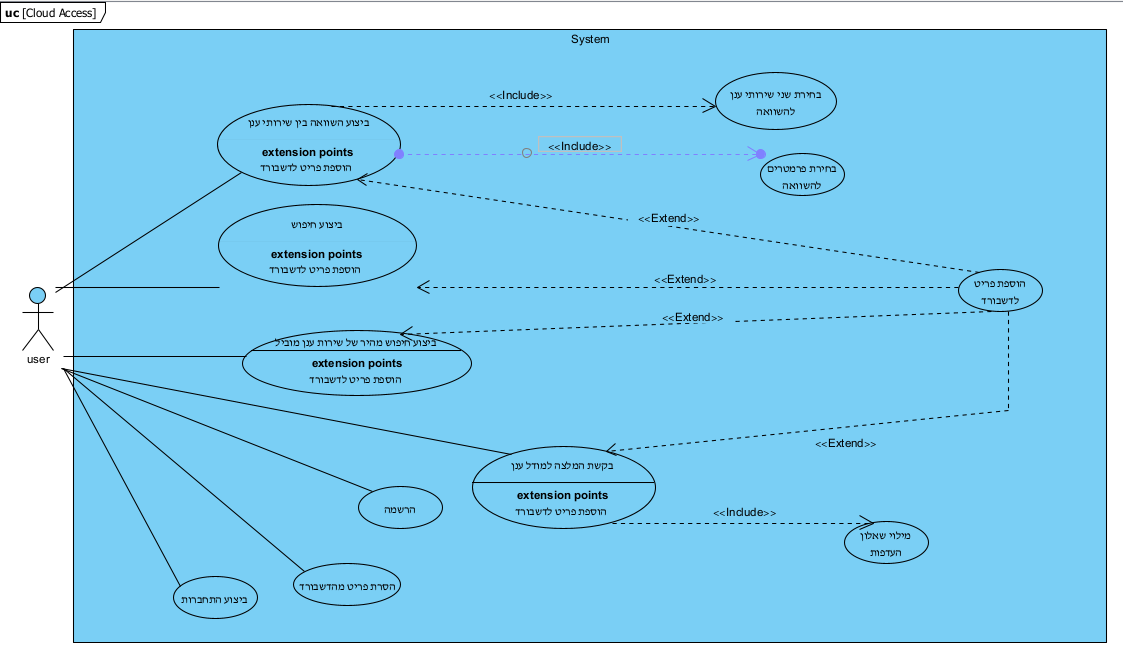 uc [Cloud Access]
System
<<Include>>
בחירת שני שירותי ענן
להשוואה
ביצוע השוואה בין שירותי ענן
extension points
הוספת פריט לדשבורד
<<Include>>
בחירת פרמטרים
להשוואה
<<Extend>>
ביצוע חיפוש
extension points
הוספת פריט לדשבורד
<<Extend>>
הוספת פריט
לדשבורד
<<Extend>>
ביצוע חיפוש מהיר של שירות ענן מוביל
extension points
הוספת פריט לדשבורד
user
<<Extend>>
בקשת המלצה למודל ענן
extension points
הוספת פריט לדשבורד
<<Include>>
מילוי שאלון
העדפות
הרשמה
הסרת פריט מהדשבורד
ביצוע התחברות